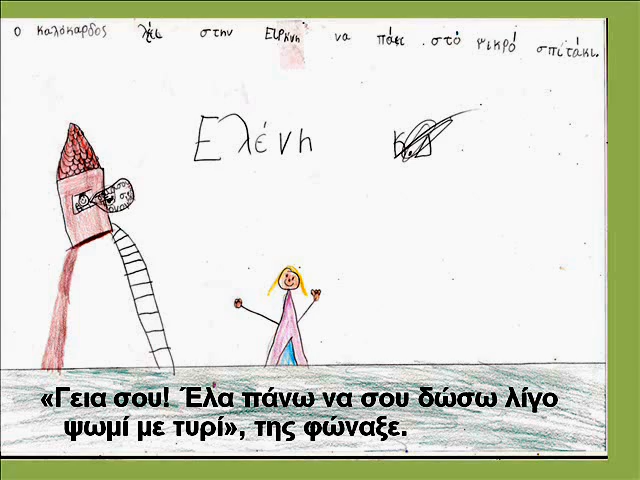 Ο καλόκαρδος λέει στην Ειρήνη να πάει στο μικρό σπιτάκι.
Ελένη
«Γεια σου! Έλα πάνω να σου δώσω λίγο
ψωμί με τυρί», της φώναξε.